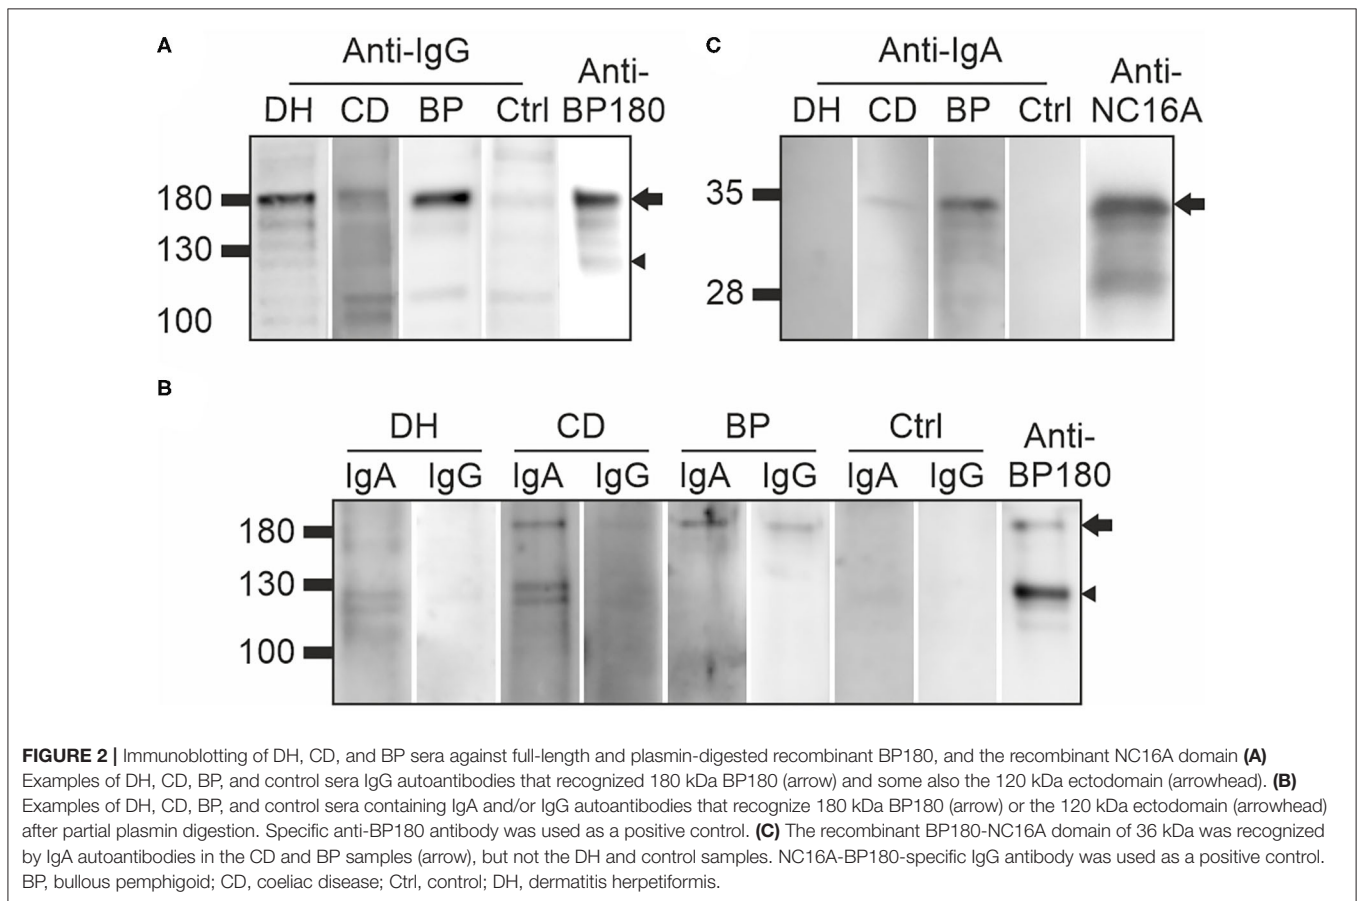 A
Anti-IgG
DH CD BP Ctrl
Anti-
BP180
180
130
100
C
Anti-IgA
DH CD BP Ctrl
Anti-
NC16A
35
28
B
DH CD BP Ctrl
IgA IgG IgA IgG IgA IgG IgA IgG
Anti-
BP180
180
130
100
FIGURE 2 | Immunoblotting of DH, CD, and BP sera against full-length and plasmin-digested recombinant BP180, and the recombinant NC16A domain (A)
Examples of DH, CD, BP, and control sera IgG autoantibodies that recognized 180 kDa BP180 (arrow) and some also the 120 kDa ectodomain (arrowhead). (B)
Examples of DH, CD, BP, and control sera containing IgA and/or IgG autoantibodies that recognize 180 kDa BP180 (arrow) or the 120 kDa ectodomain (arrowhead)
after partial plasmin digestion. Specific anti-BP180 antibody was used as a positive control. (C) The recombinant BP180-NC16A domain of 36 kDa was recognized
by IgA autoantibodies in the CD and BP samples (arrow), but not the DH and control samples. NC16A-BP180-specific IgG antibody was used as a positive control.
BP, bullous pemphigoid; CD, coeliac disease; Ctrl, control; DH, dermatitis herpetiformis.